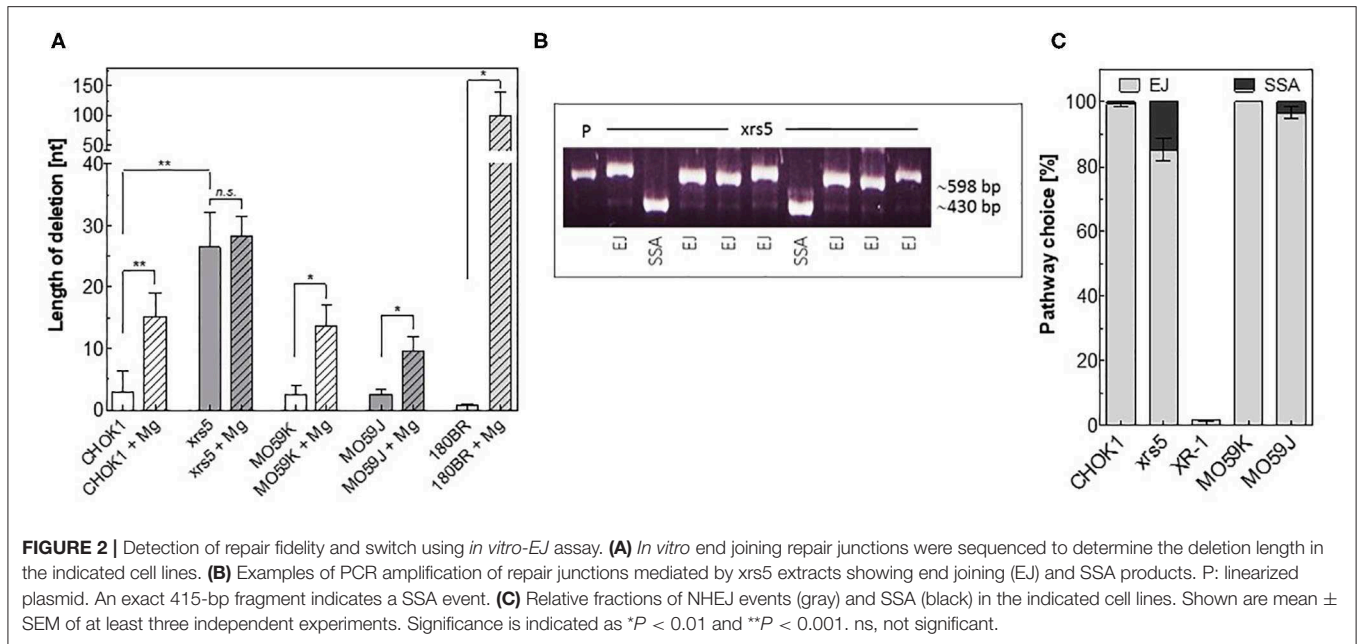 A
Length of deletion [nt]
150
100
50
40
30
20
10
0
**
**
n.s.
*
*
*
CHOK1
CHOK1 + Mg
xrs5
xrs5 + Mg
MO59K
MO59K + Mg
MO59J
MO59J + Mg
180BR
180BR + Mg
B
P xrs5
~598 bp
~430 bp
EJ SSA EJ EJ EJ SSA EJ EJ EJ
C
EJ SSA
Pathway choice [%]
100
80
60
40
20
0
CHOK1
xrs5
XR-1
MO59K
MO59J
FIGURE 2 | Detection of repair fidelity and switch using in vitro-EJ assay. (A) In vitro end joining repair junctions were sequenced to determine the deletion length in
the indicated cell lines. (B) Examples of PCR amplification of repair junctions mediated by xrs5 extracts showing end joining (EJ) and SSA products. P: linearized
plasmid. An exact 415-bp fragment indicates a SSA event. (C) Relative fractions of NHEJ events (gray) and SSA (black) in the indicated cell lines. Shown are mean ±
SEM of at least three independent experiments. Significance is indicated as *P < 0.01 and **P < 0.001. ns, not significant.